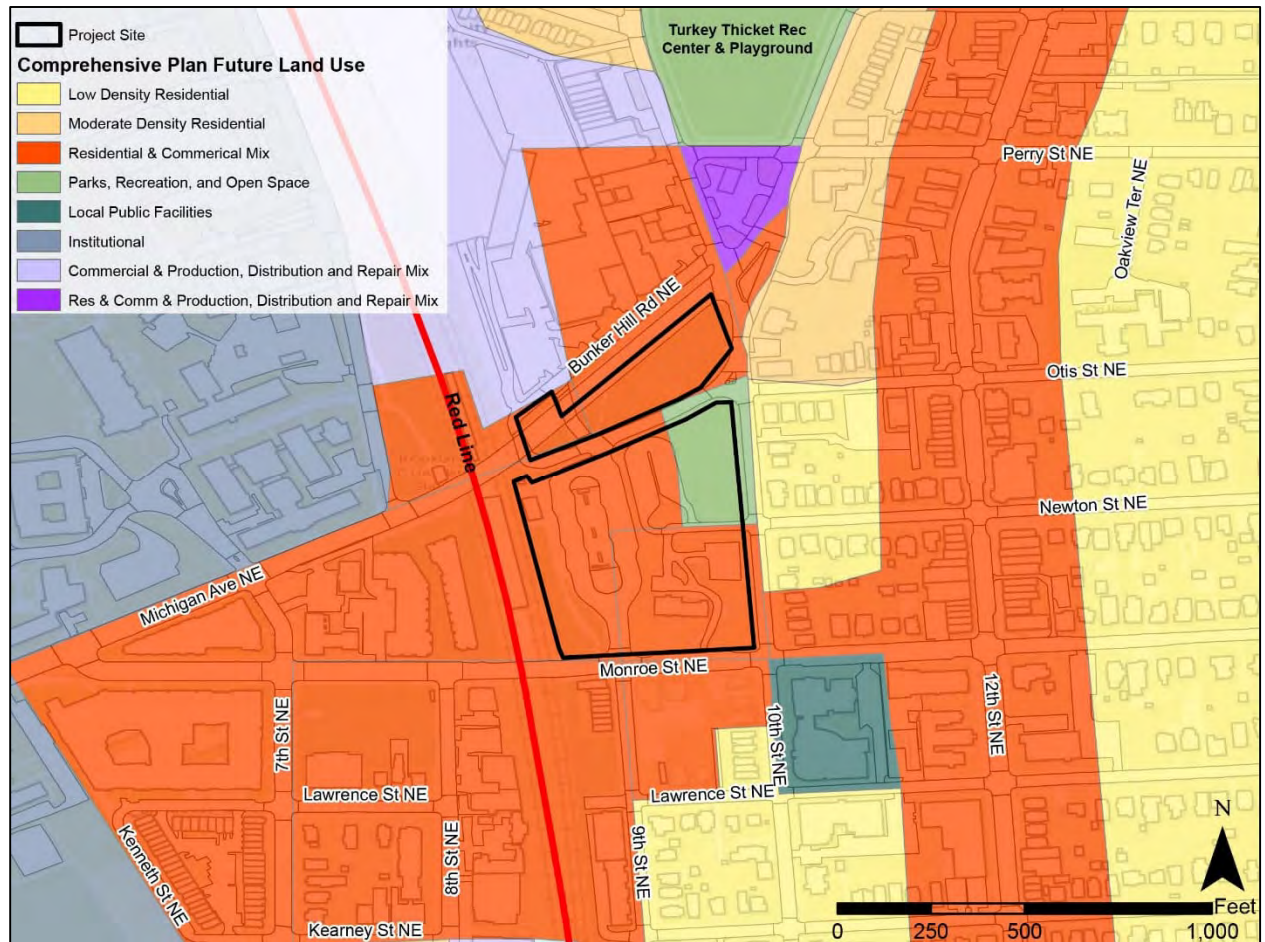 Project Site
Comprehensive Plan Future Land Use
Low Density Residential
Moderate Density Residential
Residential & Commerical Mix
Parks, Recreation, and Open Space
Local Public Facilities
Institutional
Commercial & Production, Distribution and Repair Mix
Res & Comm & Production, Distribution and Repair Mix
Turkey Thicket Rec
Center & Playground
Perry St NE
Oakview Ter NE
Bunker Hill Rd NE
Otis St NE
Red Line
Newton St NE
Michigan Ave NE
Monroe St NE
7th St NE
8th St NE
9th St NE
10th St NE
12th St NE
Lawrence St NE
Lawrence St NE
Kenneth St NE
Kearney St NE
N
Feet
0 250 500 1,000